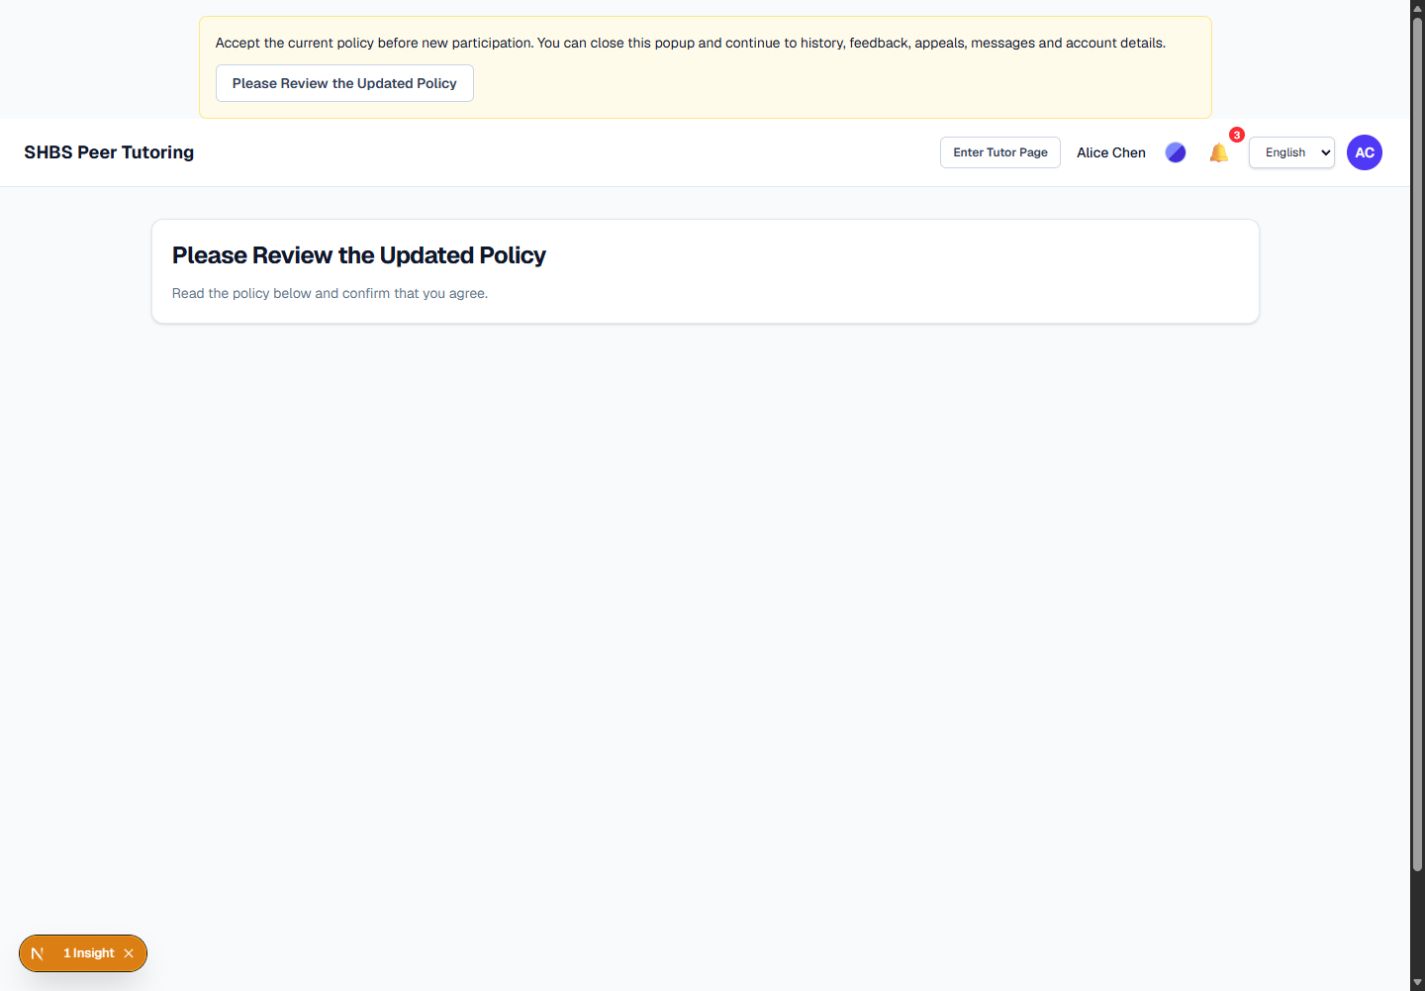 Accept the current policy before new participation. You can close this popup and continue to history, feedback, appeals, messages and account details.
Please Review the Updated Policy
SHBS Peer Tutoring
Enter Tutor Page
Alice Chen
3
English
AC
Please Review the Updated Policy
Read the policy below and confirm that you agree.
N
1 Insight